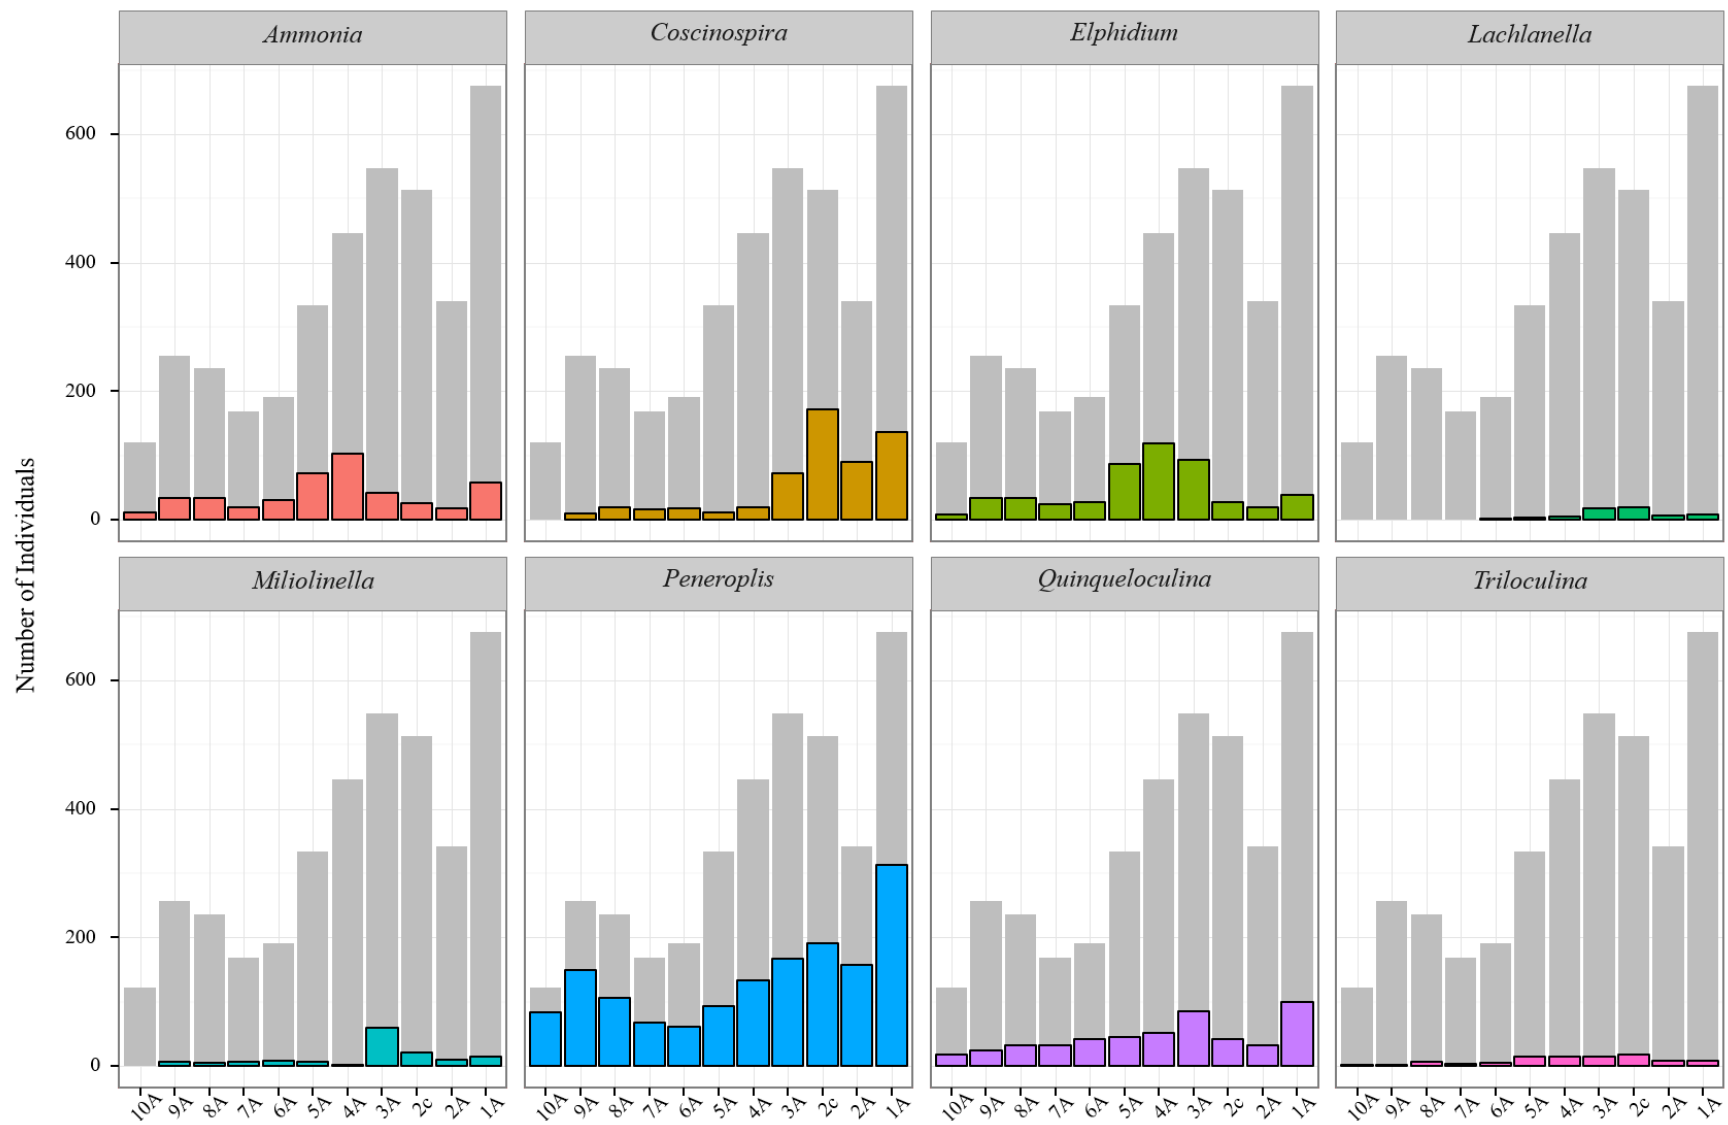 Ammonia Coscinospira Elphidium Lachlanella
600
400
200
0
Number of Individuals
Miliolinella Peneroplis Quinqueloculina Triloculina
600
400
200
0
10A 9A 8A 7A 6A 5A 4A 3A 2c 2A 1A 10A 9A 8A 7A 6A 5A 4A 3A 2c 2A 1A 10A 9A 8A 7A 6A 5A 4A 3A 2c 2A 1A 10A 9A 8A 7A 6A 5A 4A 3A 2c 2A 1A